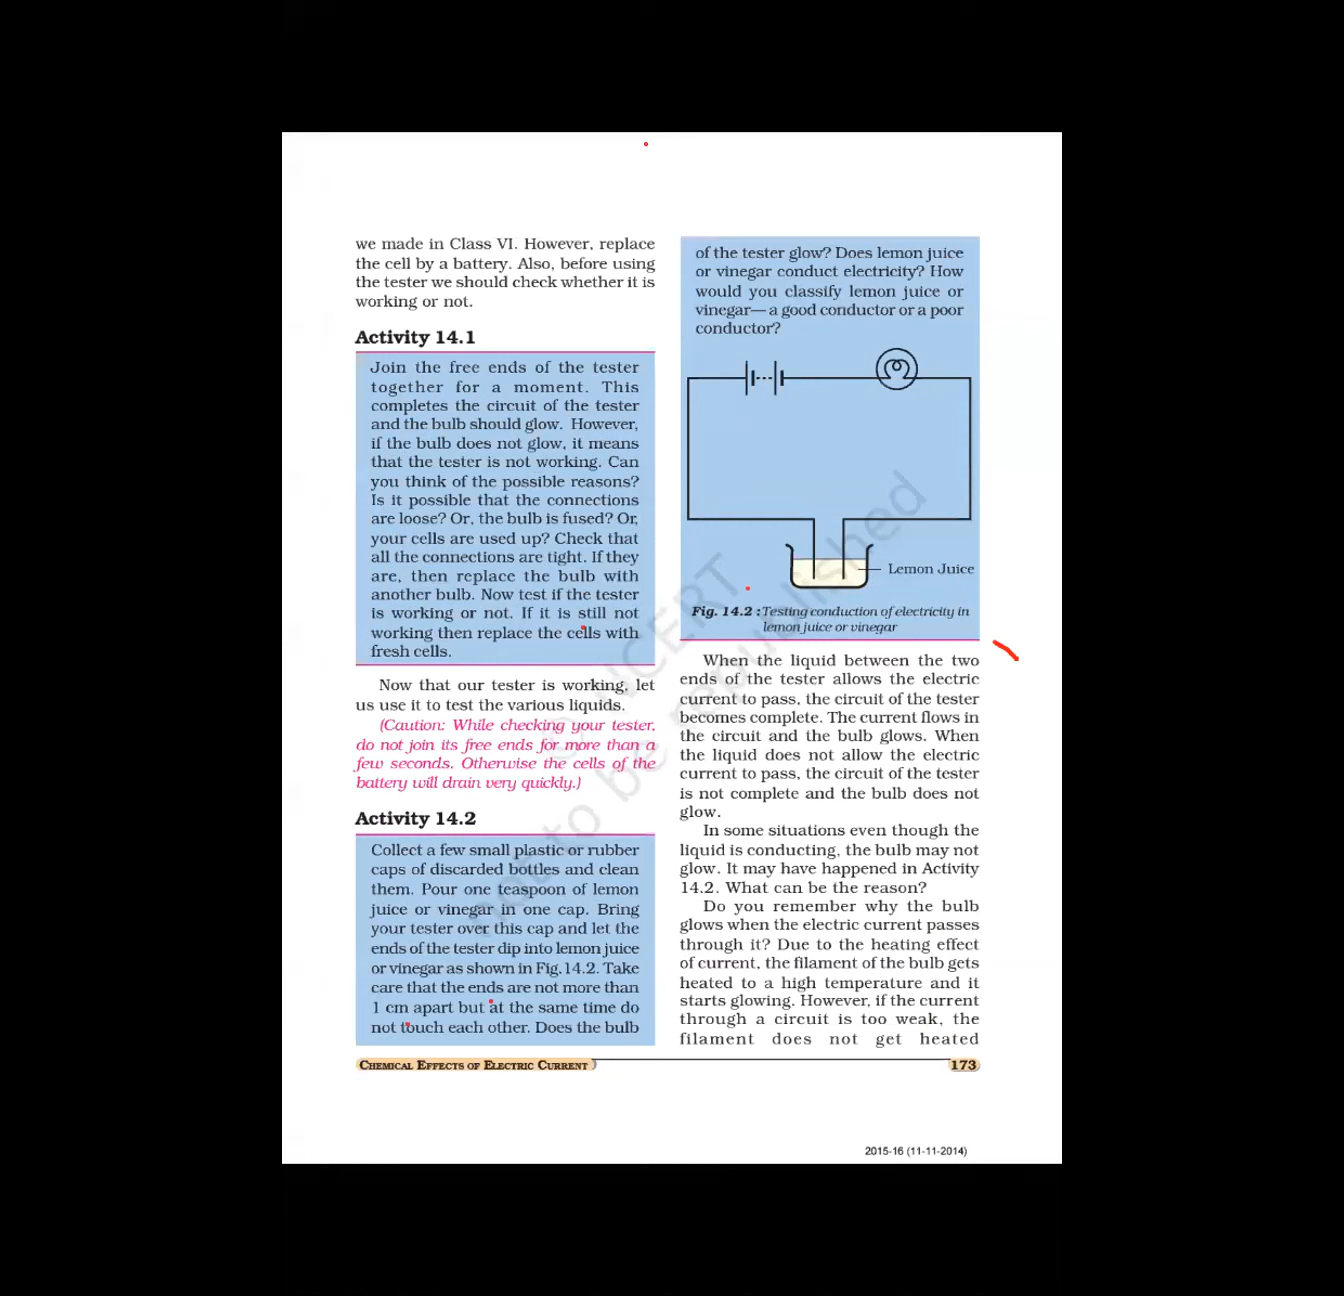 we made in Class VI. However, replace
the cell by a battery. Also, before using
the tester we should check whether it is
working or not.
Activity 14.1
Join the free ends of the tester
together for a moment. This
completes the circuit of the tester
and the bulb should glow. However,
if the bulb does not glow, it means
that the tester is not working. Can
you think of the possible reasons?
Is it possible that the connections
are loose? Or, the bulb is fused? Or,
your cells are used up? Check that
all the connections are tight. If they
are, then replace the bulb with
another bulb. Now test if the tester
is working or not. If it is still not
working then replace the cells with
fresh cells.
Now that our tester is working, let
us use it to test the various liquids.
(Caution: While checking your tester,
do not join its free ends for more than a
few seconds. Otherwise the cells of the
battery will drain very quickly.)
Activity 14.2
Collect a few small plastic or rubber
caps of discarded bottles and clean
them. Pour one teaspoon of lemon
juice or vinegar in one cap. Bring
your tester over this cap and let the
ends of the tester dip into lemon juice
or vinegar as shown in Fig.14.2. Take
care that the ends are not more than
1 cm apart but at the same time do
not touch each other. Does the bulb
of the tester glow? Does lemon juice
or vinegar conduct electricity? How
would you classify lemon juice or
vinegar— a good conductor or a poor
conductor?
Lemon Juice
Fig. 14.2 : Testing conduction of electricity in
lemon juice or vinegar
When the liquid between the two
ends of the tester allows the electric
current to pass, the circuit of the tester
becomes complete. The current flows in
the circuit and the bulb glows. When
the liquid does not allow the electric
current to pass, the circuit of the tester
is not complete and the bulb does not
glow.
In some situations even though the
liquid is conducting, the bulb may not
glow. It may have happened in Activity
14.2. What can be the reason?
Do you remember why the bulb
glows when the electric current passes
through it? Due to the heating effect
of current, the filament of the bulb gets
heated to a high temperature and it
starts glowing. However, if the current
through a circuit is too weak, the
filament does not get heated
© NCERT
not to be republished
CHEMICAL EFFECTS OF ELECTRIC CURRENT
173
2015-16 (11-11-2014)